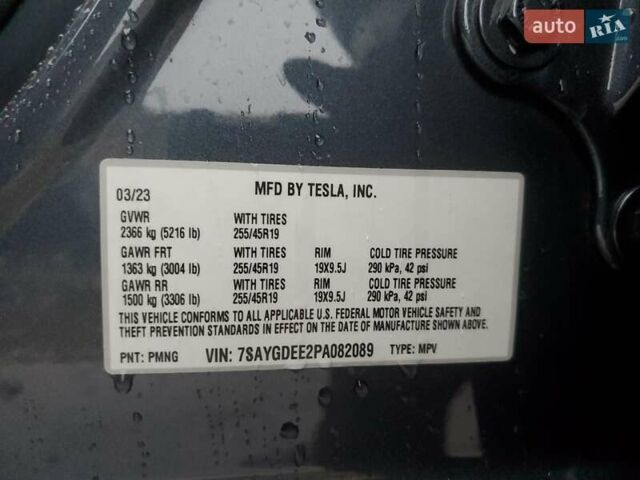 auto RIA.com
03/23 MFD BY TESLA, INC.
GVWR WITH TIRES
2366 kg (5216 lb) 255/45R19
GAWR FRT WITH TIRES RIM COLD TIRE PRESSURE
1363 kg (3004 lb) 255/45R19 19X9.5J 290 kPa, 42 psi
GAWR RR WITH TIRES RIM COLD TIRE PRESSURE
1500 kg (3306 lb) 255/45R19 19X9.5J 290 kPa, 42 psi
THIS VEHICLE CONFORMS TO ALL APPLICABLE U.S. FEDERAL MOTOR VEHICLE SAFETY AND
THEFT PREVENTION STANDARDS IN EFFECT ON THE DATE OF MANUFACTURE SHOWN ABOVE.
PNT: PMNG VIN: 7SAYGDEE2PA082089 TYPE: MPV